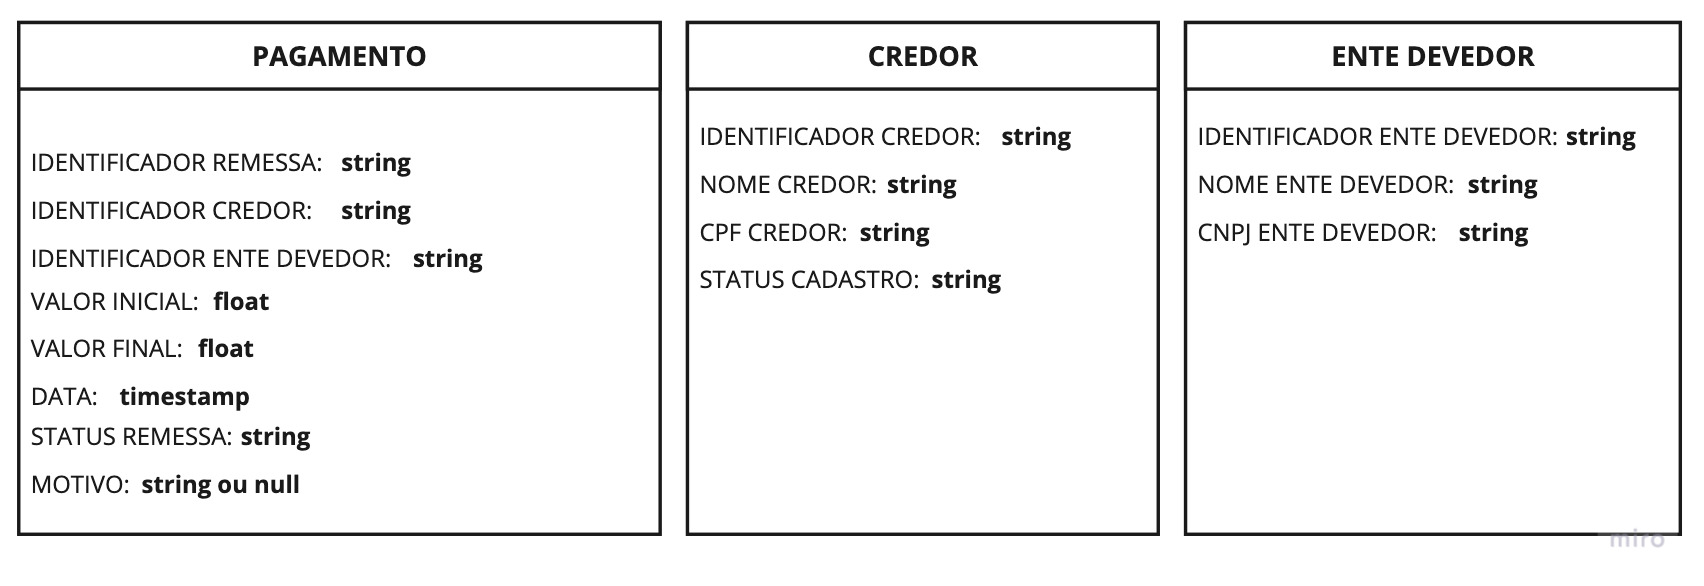 PAGAMENTO
IDENTIFICADOR REMESSA: string
IDENTIFICADOR CREDOR: string
IDENTIFICADOR ENTE DEVEDOR: string
VALOR INICIAL: float
VALOR FINAL: float
DATA: timestamp
STATUS REMESSA: string
MOTIVO: string ou null
CREDOR
IDENTIFICADOR CREDOR: string
NOME CREDOR: string
CPF CREDOR: string
STATUS CADASTRO: string
ENTE DEVEDOR
IDENTIFICADOR ENTE DEVEDOR: string
NOME ENTE DEVEDOR: string
CNPJ ENTE DEVEDOR: string
miro